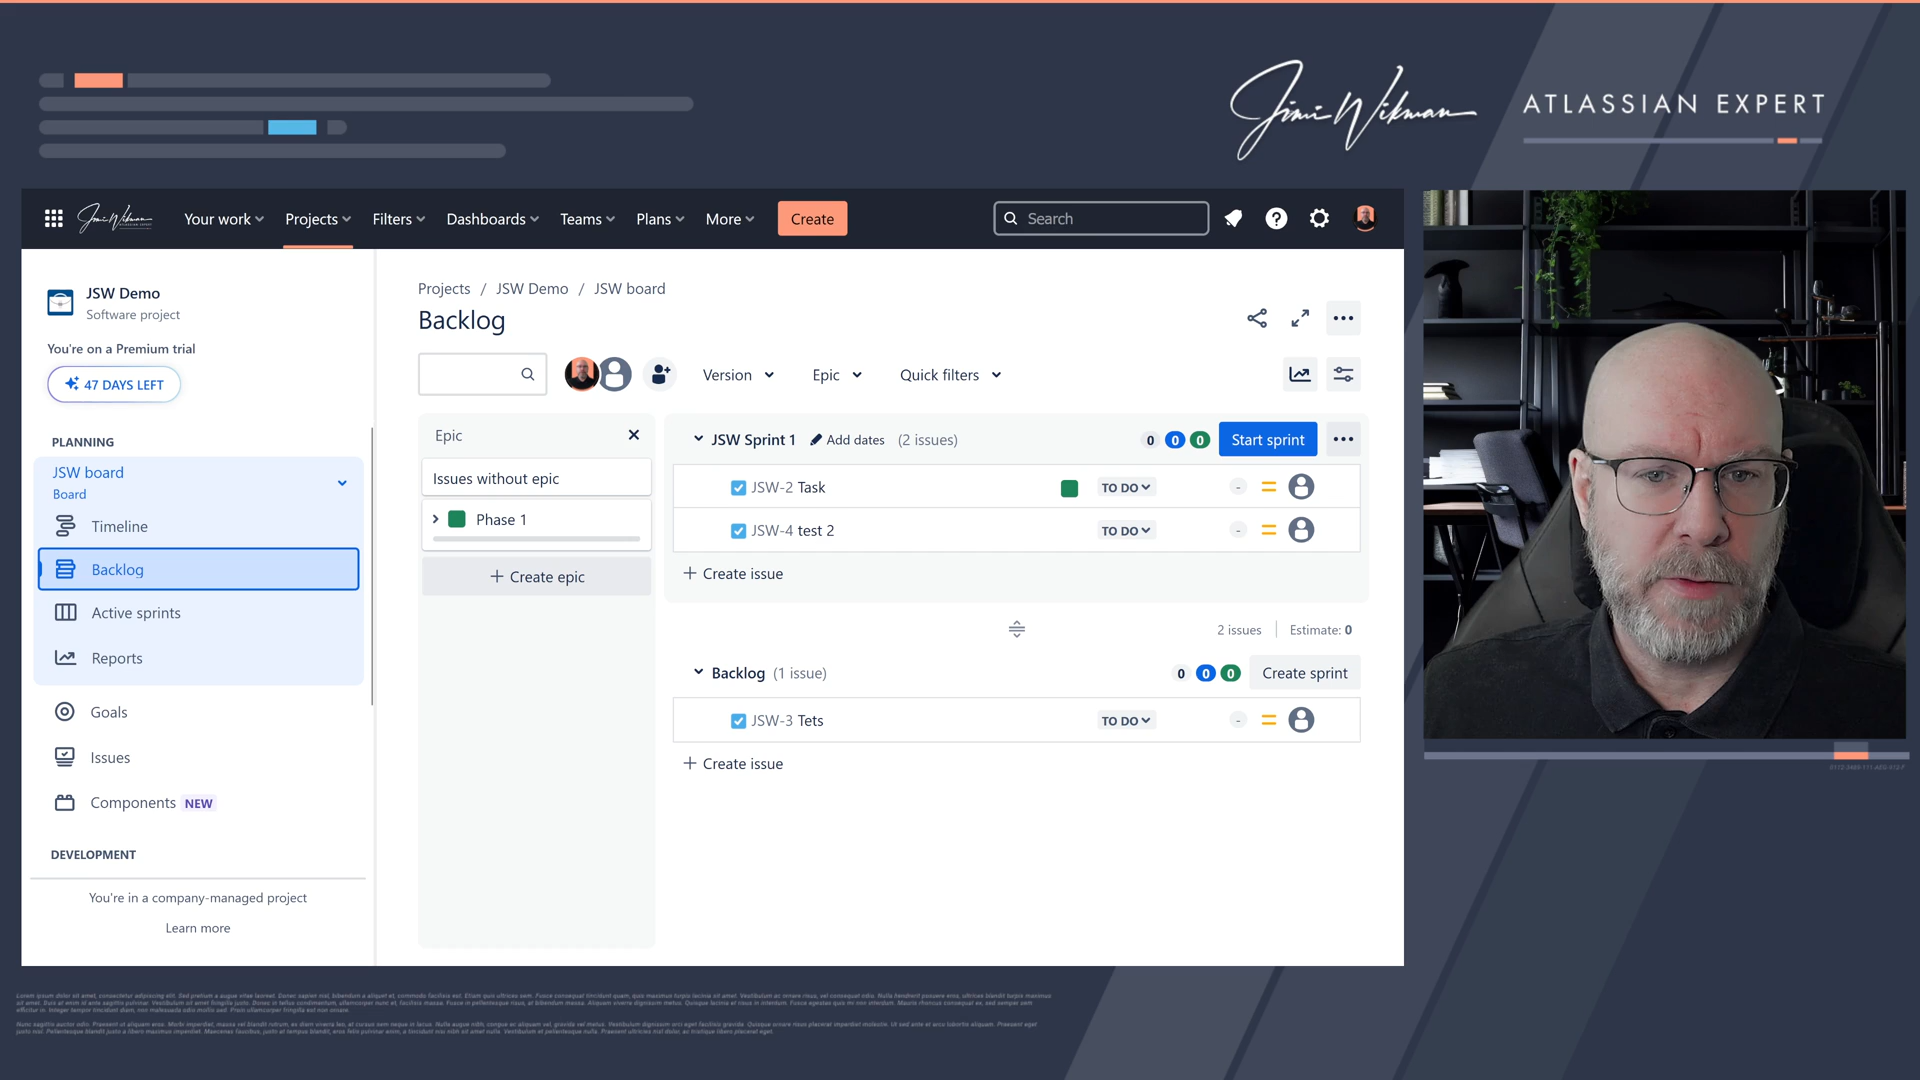 Jimi Wikman
ATLASSIAN EXPERT
Your work
Projects
Filters
Dashboards
Teams
Plans
More
Create
Search
JSW Demo
Software project
You're on a Premium trial
47 DAYS LEFT
PLANNING
JSW board
Board
Timeline
Backlog
Active sprints
Reports
Goals
Issues
Components NEW
DEVELOPMENT
You're in a company-managed project
Learn more
Projects / JSW Demo / JSW board
Backlog
Version
Epic
Quick filters
Epic
Issues without epic
Phase 1
+ Create epic
JSW Sprint 1 Add dates (2 issues) 0 0 0 Start sprint
JSW-2 Task TO DO -
JSW-4 test 2 TO DO -
+ Create issue
2 issues Estimate: 0
Backlog (1 issue) 0 0 0 Create sprint
JSW-3 Tets TO DO -
+ Create issue